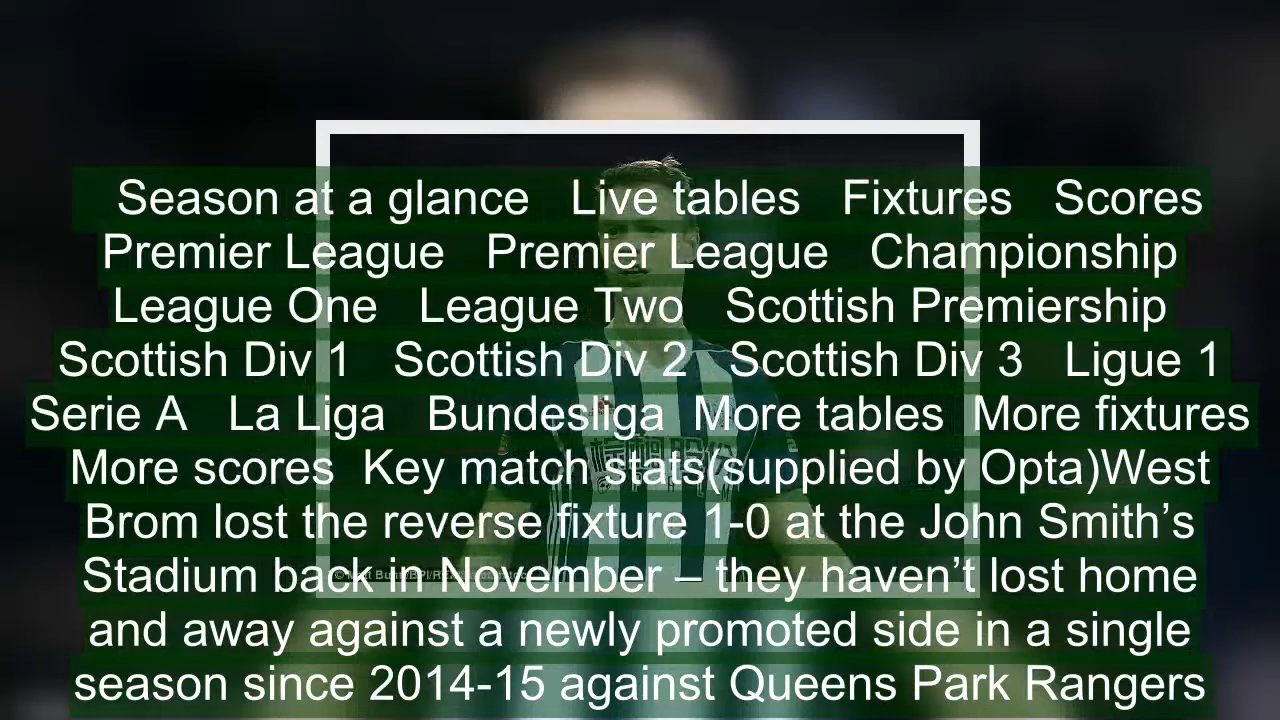 Season at a glance Live tables Fixtures Scores
Premier League Premier League Championship
League One League Two Scottish Premiership
Scottish Div 1 Scottish Div 2 Scottish Div 3 Ligue 1
Serie A La Liga Bundesliga More tables More fixtures
More scores Key match stats(supplied by Opta)West
Brom lost the reverse fixture 1-0 at the John Smith’s
Stadium back in November – they haven’t lost home
and away against a newly promoted side in a single
season since 2014-15 against Queens Park Rangers